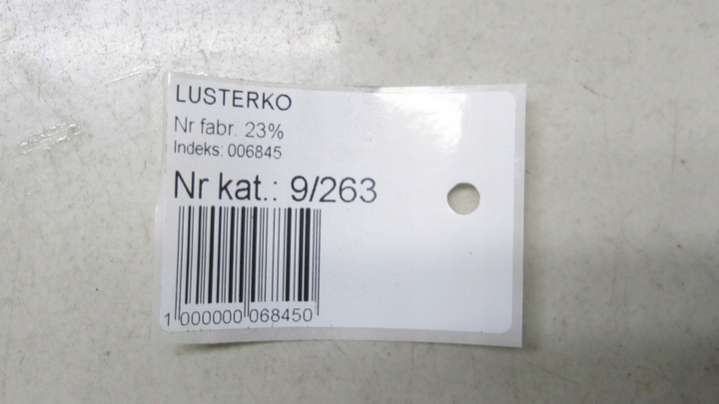 LUSTERKO
Nr fabr. 23%
Indeks: 006845
Nr kat.: 9/263
1 000000 068450